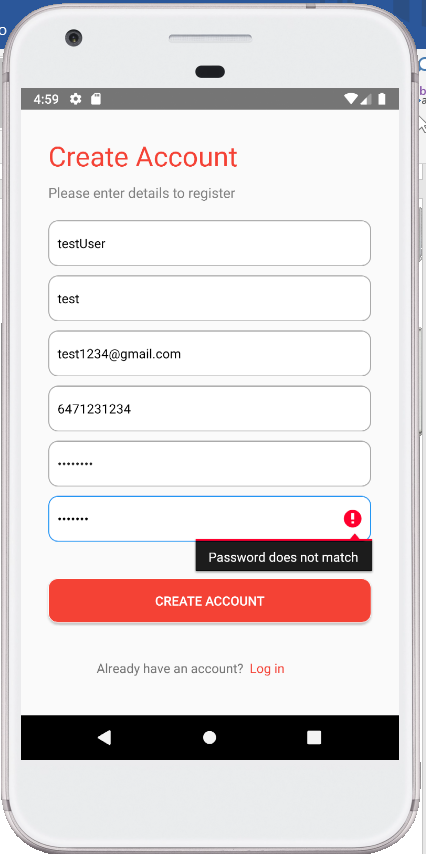 4:59
Create Account
Please enter details to register
testUser
test
test1234@gmail.com
6471231234
••••••••
•••••••
Password does not match
CREATE ACCOUNT
Already have an account? Log in